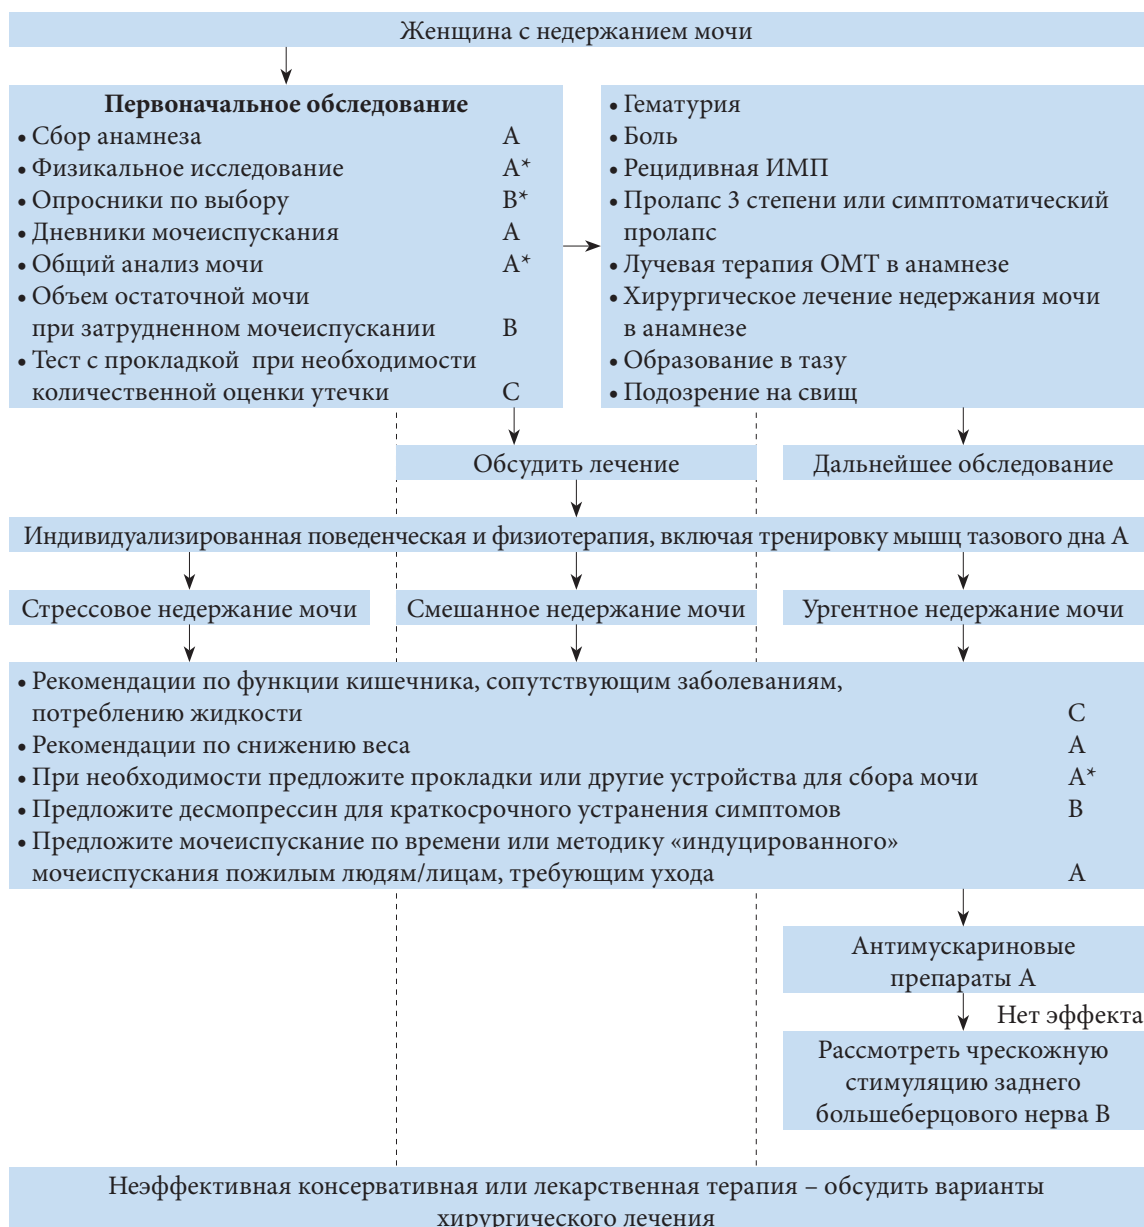 Женщина с недержанием мочи
Первоначальное обследование
• Сбор анамнеза A
• Физикальное исследование A*
• Опросники по выбору B*
• Дневники мочеиспускания A
• Общий анализ мочи A*
• Объем остаточной мочи
при затрудненном мочеиспускании B
• Тест с прокладкой при необходимости
количественной оценки утечки C
• Гематурия
• Боль
• Рецидивная ИМП
• Пролапс 3 степени или симптоматический
пролапс
• Лучевая терапия ОМТ в анамнезе
• Хирургическое лечение недержания мочи
в анамнезе
• Образование в тазу
• Подозрение на свищ
Обсудить лечение
Дальнейшее обследование
Индивидуализированная поведенческая и физиотерапия, включая тренировку мышц тазового дна A
Стрессовое недержание мочи
Смешанное недержание мочи
Ургентное недержание мочи
• Рекомендации по функции кишечника, сопутствующим заболеваниям,
потреблению жидкости C
• Рекомендации по снижению веса A
• При необходимости предложите прокладки или другие устройства для сбора мочи A*
• Предложите десмопрессин для краткосрочного устранения симптомов B
• Предложите мочеиспускание по времени или методику «индуцированного»
мочеиспускания пожилым людям/лицам, требующим ухода A
Антимускариновые
препараты A
Нет эффекта
Рассмотреть чрескожную
стимуляцию заднего
большеберцового нерва B
Неэффективная консервативная или лекарственная терапия – обсудить варианты
хирургического лечения